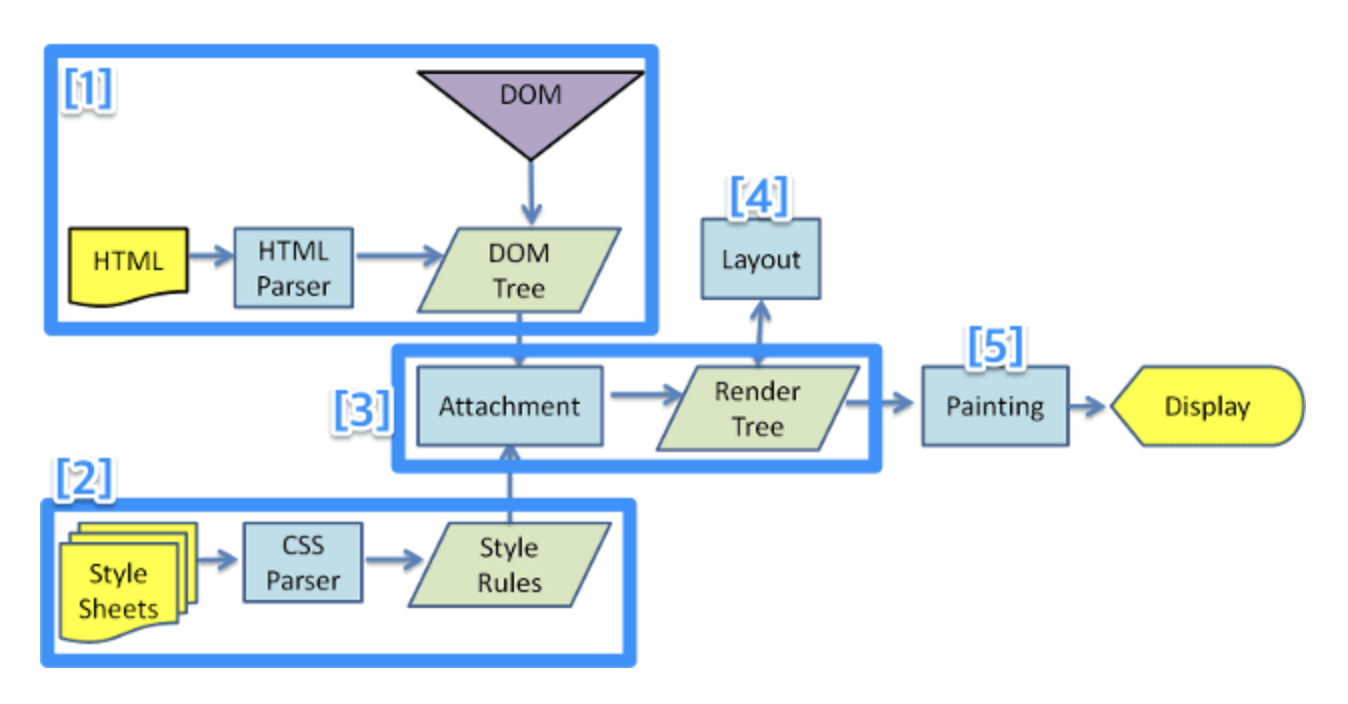 [1]
DOM
HTML
HTML
Parser
DOM
Tree
[4]
Layout
[3]
Attachment
Render
Tree
[5]
Painting
Display
[2]
Style
Sheets
CSS
Parser
Style
Rules